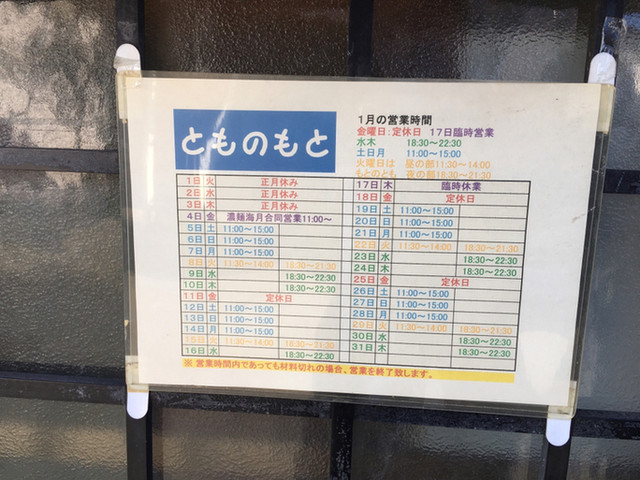 とものもと
1月の営業時間
金曜日:定休日 17日臨時営業
水木 18:30〜22:30
土日月 11:00〜15:00
火曜日は 昼の部11:30〜14:00
もとのもと 夜の部18:30〜21:30
1日 火 正月休み
2日 水 正月休み
3日 木 正月休み
4日 金 濃麺海月合同営業11:00〜
5日 土 11:00〜15:00
6日 日 11:00〜15:00
7日 月 11:00〜15:00
8日 火 11:30〜14:00 18:30〜21:30
9日 水 18:30〜22:30
10日 木 18:30〜22:30
11日 金 定休日
12日 土 11:00〜15:00
13日 日 11:00〜15:00
14日 月 11:00〜15:00
15日 火 11:30〜14:00 18:30〜21:30
16日 水 18:30〜22:30
17日 木 臨時休業
18日 金 定休日
19日 土 11:00〜15:00
20日 日 11:00〜15:00
21日 月 11:00〜15:00
22日 火 11:30〜14:00 18:30〜21:30
23日 水 18:30〜22:30
24日 木 18:30〜22:30
25日 金 定休日
26日 土 11:00〜15:00
27日 日 11:00〜15:00
28日 月 11:00〜15:00
29日 火 11:30〜14:00 18:30〜21:30
30日 水 18:30〜22:30
31日 木 18:30〜22:30
※ 営業時間内であっても材料切れの場合、営業を終了致します。